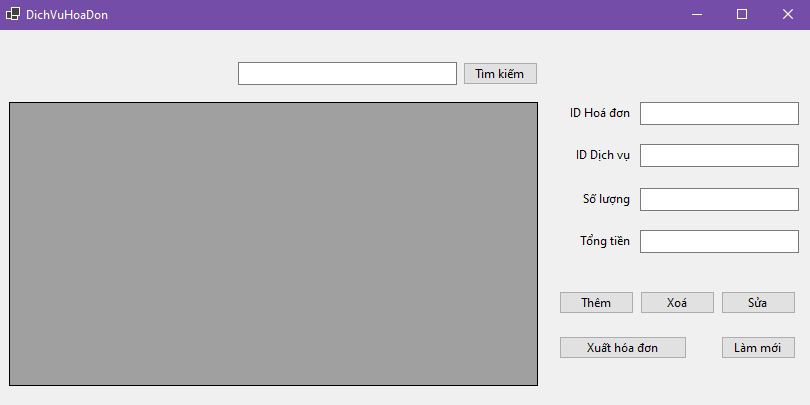 DichVuHoaDon
Tìm kiếm
ID Hoá đơn
ID Dịch vụ
Số lượng
Tổng tiền
Thêm Xoá Sửa
Xuất hóa đơn Làm mới